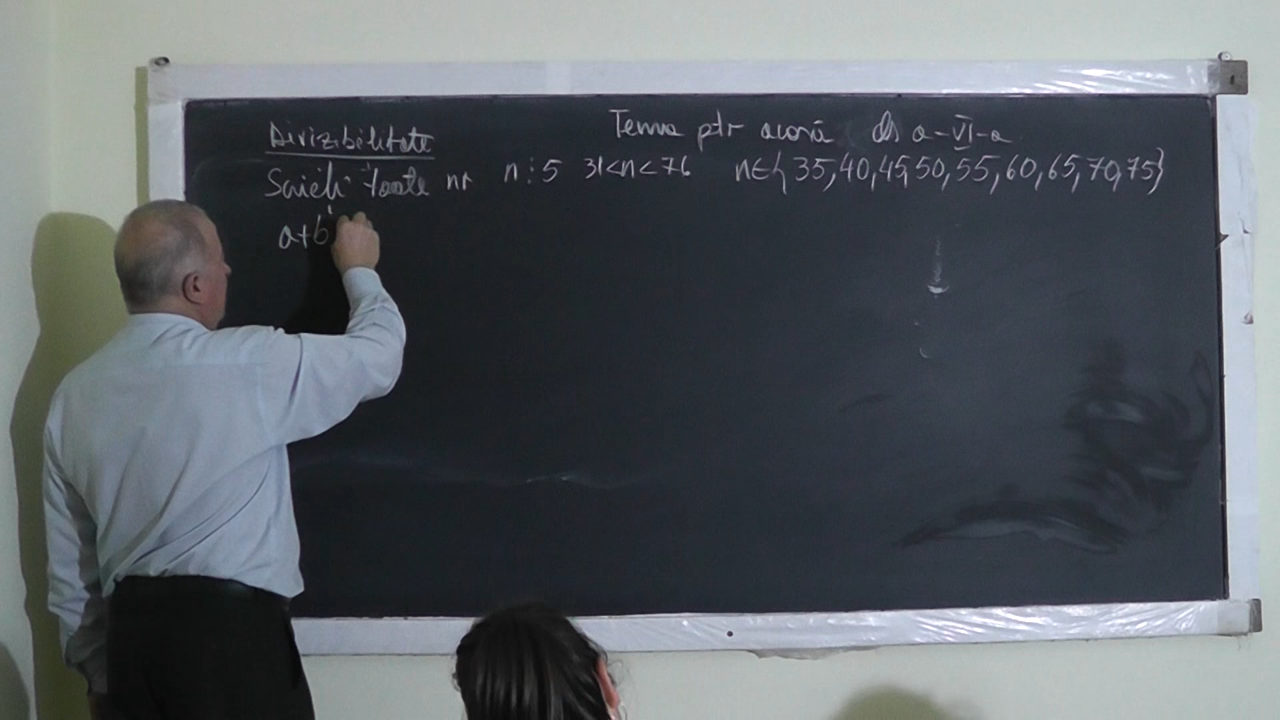 Divizibilitate
Tema ptr acasă cls a-VI-a
Scrieți toate nr n⋮5 31<n<76 n∈{35,40,45,50,55,60,65,70,75}
a+b